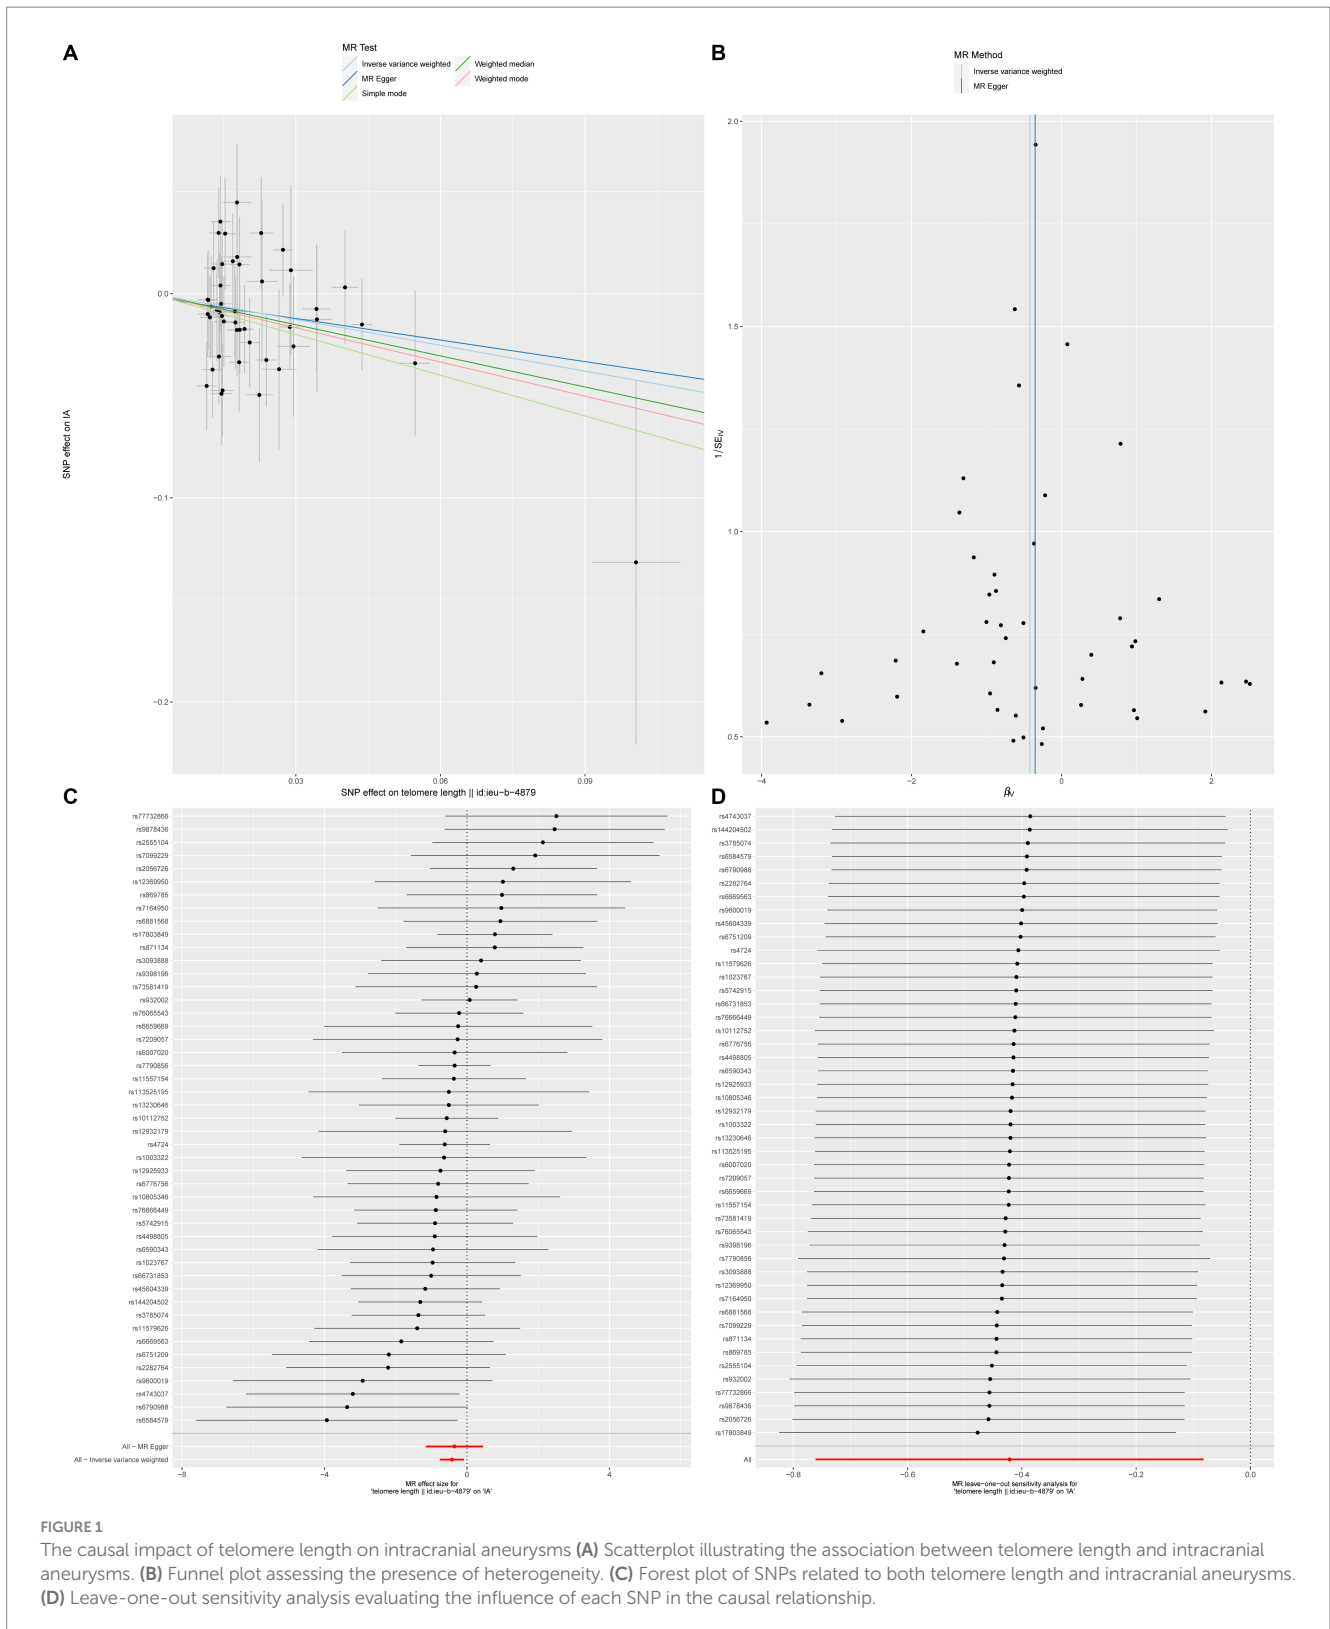 A
MR Test
Inverse variance weighted
Weighted median
MR Egger
Weighted mode
Simple mode
SNP effect on IA
0.0
−0.1
−0.2
0.03
0.06
0.09
SNP effect on telomere length || id:ieu−b−4879
B
MR Method
Inverse variance weighted
MR Egger
1/SEIV
2.0
1.5
1.0
0.5
−4
−2
0
2
βIV
C
rs77732866
rs9878436
rs2555104
rs7099229
rs2056726
rs12369950
rs869785
rs7164950
rs6881568
rs17803849
rs871134
rs3093888
rs9398196
rs73581419
rs932002
rs76065543
rs6659669
rs7209057
rs6007020
rs7790856
rs11557154
rs113525195
rs13230646
rs10112752
rs12932179
rs4724
rs1003322
rs12925933
rs6776756
rs10805346
rs76666449
rs5742915
rs4498805
rs6590343
rs1023767
rs66731853
rs45604339
rs144204502
rs3785074
rs11579626
rs6669563
rs6751209
rs2282764
rs9600019
rs4743037
rs6790988
rs6584579
All − MR Egger
All − Inverse variance weighted
−8
−4
0
4
MR effect size for
'telomere length || id:ieu−b−4879' on 'IA'
D
rs4743037
rs144204502
rs3785074
rs6584579
rs6790988
rs2282764
rs6669563
rs9600019
rs45604339
rs6751209
rs4724
rs11579626
rs1023767
rs5742915
rs66731853
rs76666449
rs10112752
rs6776756
rs4498805
rs6590343
rs12925933
rs10805346
rs12932179
rs1003322
rs13230646
rs113525195
rs6007020
rs7209057
rs6659669
rs11557154
rs73581419
rs76065543
rs9398196
rs7790856
rs3093888
rs12369950
rs7164950
rs6881568
rs7099229
rs871134
rs869785
rs2555104
rs932002
rs77732866
rs9878436
rs2056726
rs17803849
All
−0.8
−0.6
−0.4
−0.2
0.0
MR leave−one−out sensitivity analysis for
'telomere length || id:ieu−b−4879' on 'IA'
FIGURE 1
The causal impact of telomere length on intracranial aneurysms (A) Scatterplot illustrating the association between telomere length and intracranial
aneurysms. (B) Funnel plot assessing the presence of heterogeneity. (C) Forest plot of SNPs related to both telomere length and intracranial aneurysms.
(D) Leave-one-out sensitivity analysis evaluating the influence of each SNP in the causal relationship.